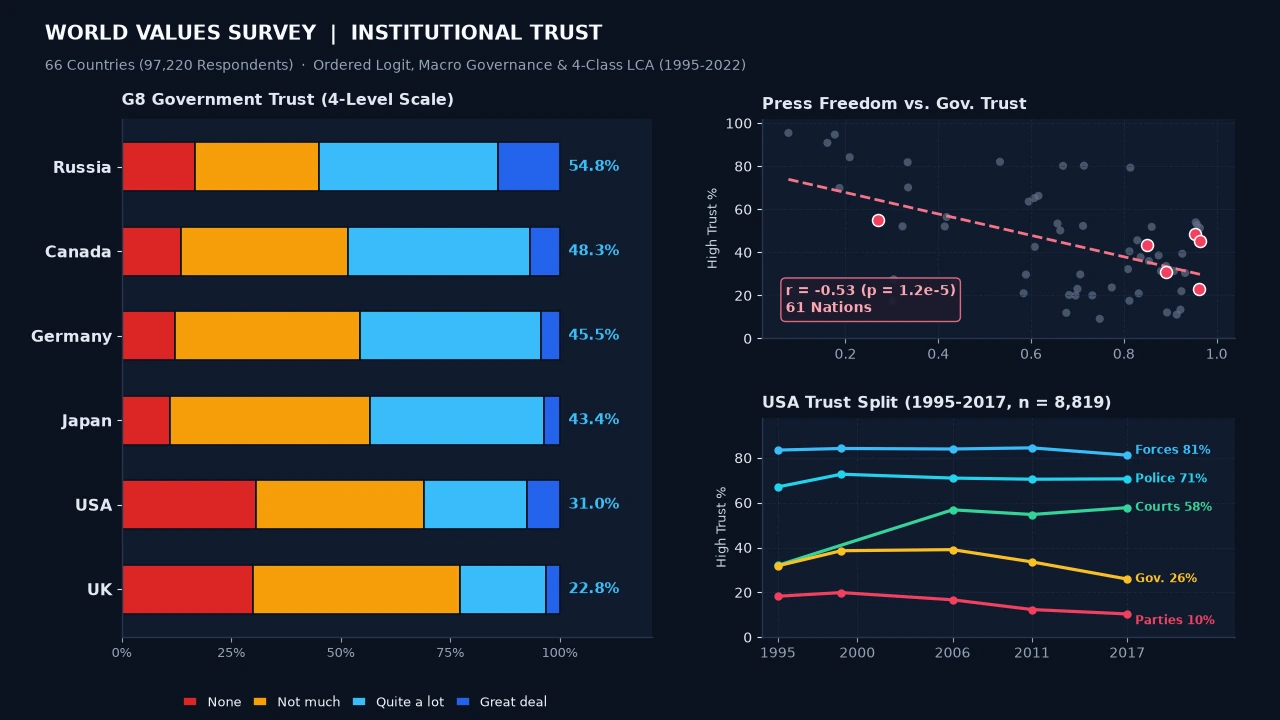 WORLD VALUES SURVEY | INSTITUTIONAL TRUST
66 Countries (97,220 Respondents) · Ordered Logit, Macro Governance & 4-Class LCA (1995-2022)
G8 Government Trust (4-Level Scale)
Russia
54.8%
Canada
48.3%
Germany
45.5%
Japan
43.4%
USA
31.0%
UK
22.8%
0%
25%
50%
75%
100%
None
Not much
Quite a lot
Great deal
Press Freedom vs. Gov. Trust
High Trust %
100
80
60
40
20
0
r = -0.53 (p = 1.2e-5)
61 Nations
0.2
0.4
0.6
0.8
1.0
USA Trust Split (1995-2017, n = 8,819)
High Trust %
80
60
40
20
0
Forces 81%
Police 71%
Courts 58%
Gov. 26%
Parties 10%
1995
2000
2006
2011
2017